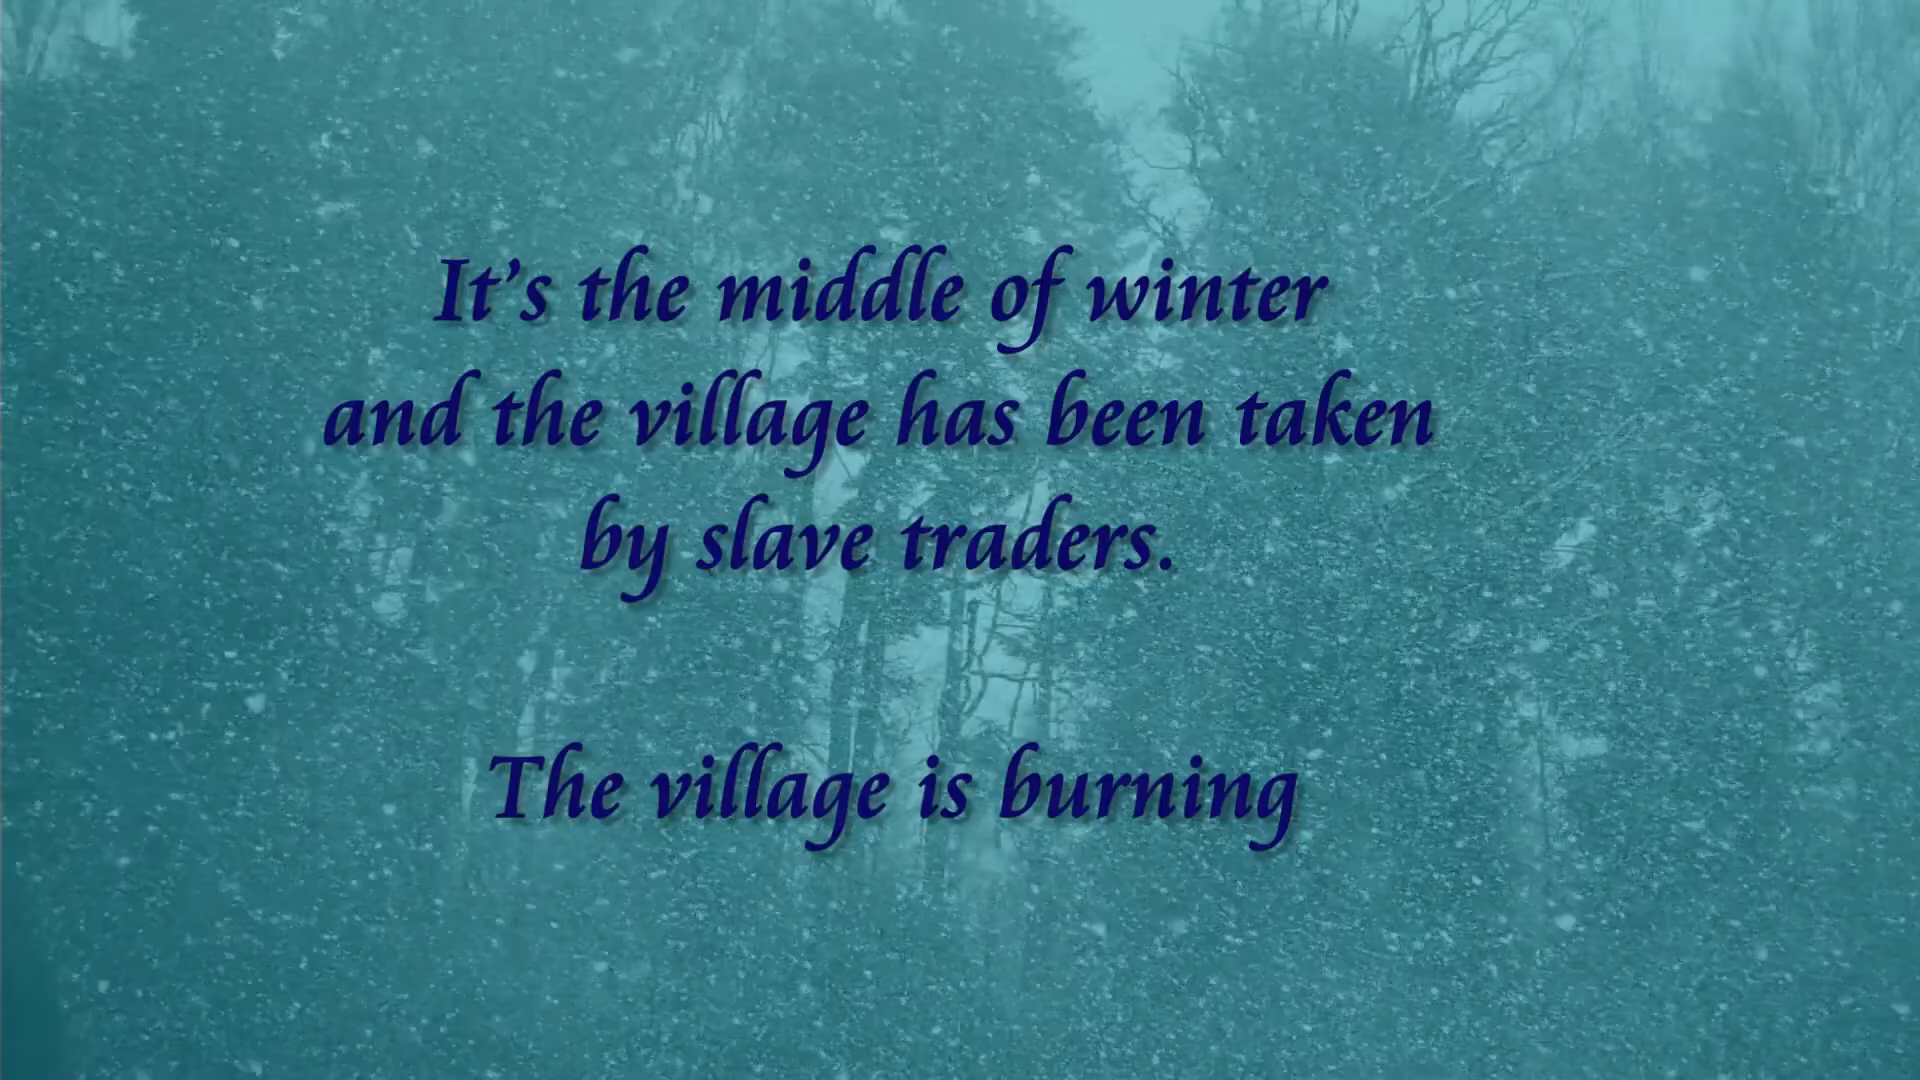 It's the middle of winter
and the village has been taken
by slave traders.
The village is burning